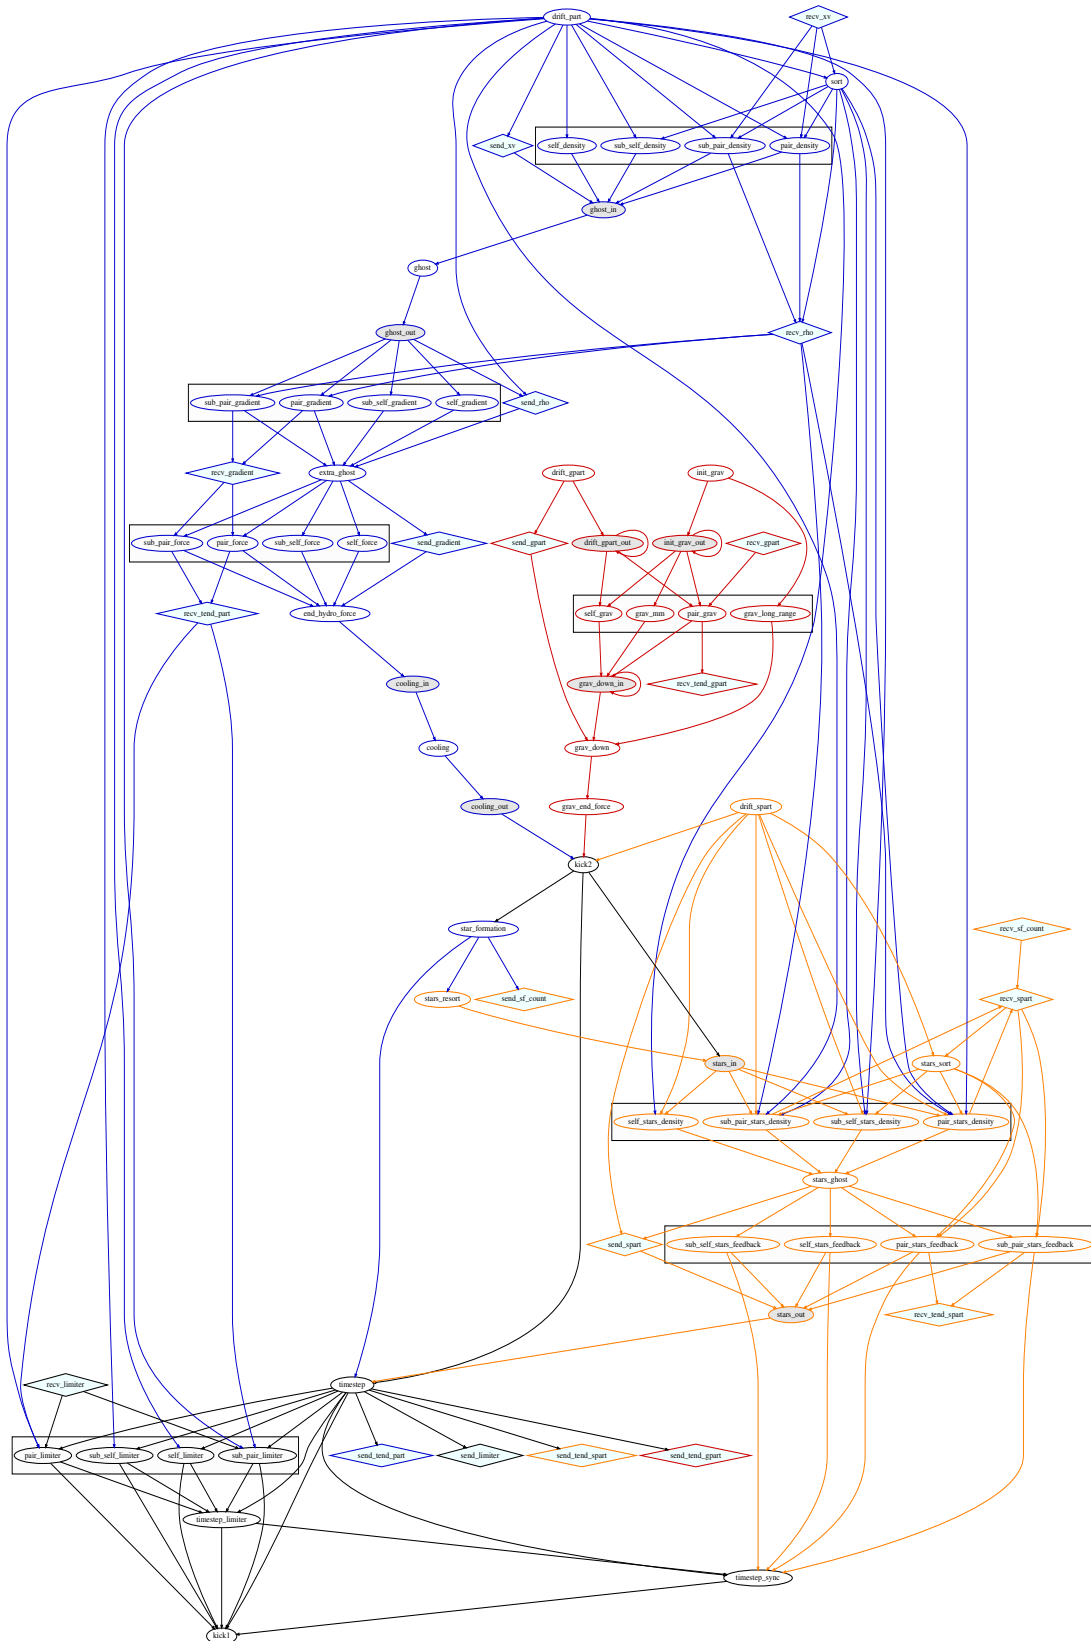 drift_part
recv_xv
sort
send_xv
self_density
sub_self_density
sub_pair_density
pair_density
ghost_in
ghost
ghost_out
recv_rho
sub_pair_gradient
pair_gradient
sub_self_gradient
self_gradient
send_rho
recv_gradient
extra_ghost
drift_gpart
init_grav
sub_pair_force
pair_force
sub_self_force
self_force
send_gradient
send_gpart
drift_gpart_out
init_grav_out
recv_gpart
recv_tend_part
end_hydro_force
self_grav
grav_mm
pair_grav
grav_long_range
cooling_in
grav_down_in
recv_tend_gpart
cooling
grav_down
cooling_out
grav_end_force
drift_spart
kick2
star_formation
recv_sf_count
stars_resort
send_sf_count
recv_spart
stars_in
stars_sort
self_stars_density
sub_pair_stars_density
sub_self_stars_density
pair_stars_density
stars_ghost
send_spart
sub_self_stars_feedback
self_stars_feedback
pair_stars_feedback
sub_pair_stars_feedback
stars_out
recv_tend_spart
recv_limiter
timestep
pair_limiter
sub_self_limiter
self_limiter
sub_pair_limiter
send_tend_part
send_limiter
send_tend_spart
send_tend_gpart
timestep_limiter
timestep_sync
kick1